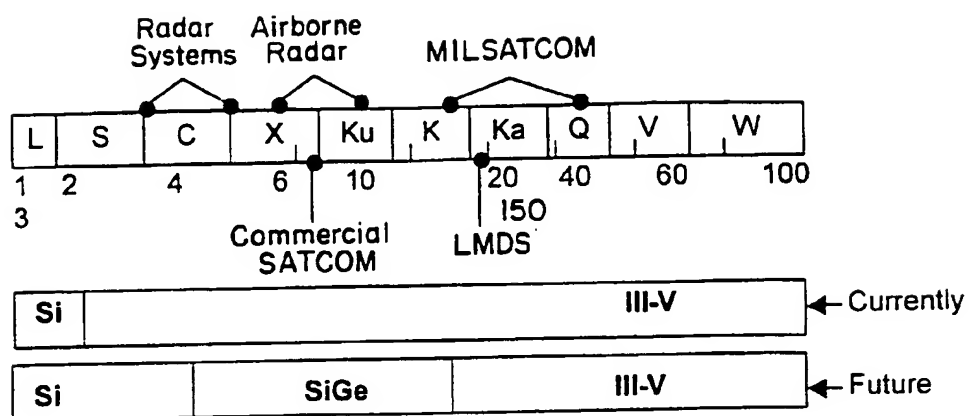 Radar Systems
Airborne Radar
MILSATCOM
L S C X Ku K Ka Q V W
1 2 4 6 10 20 40 60 100
3 150
Commercial SATCOM
LMDS
Si III-V Currently
Si SiGe III-V Future